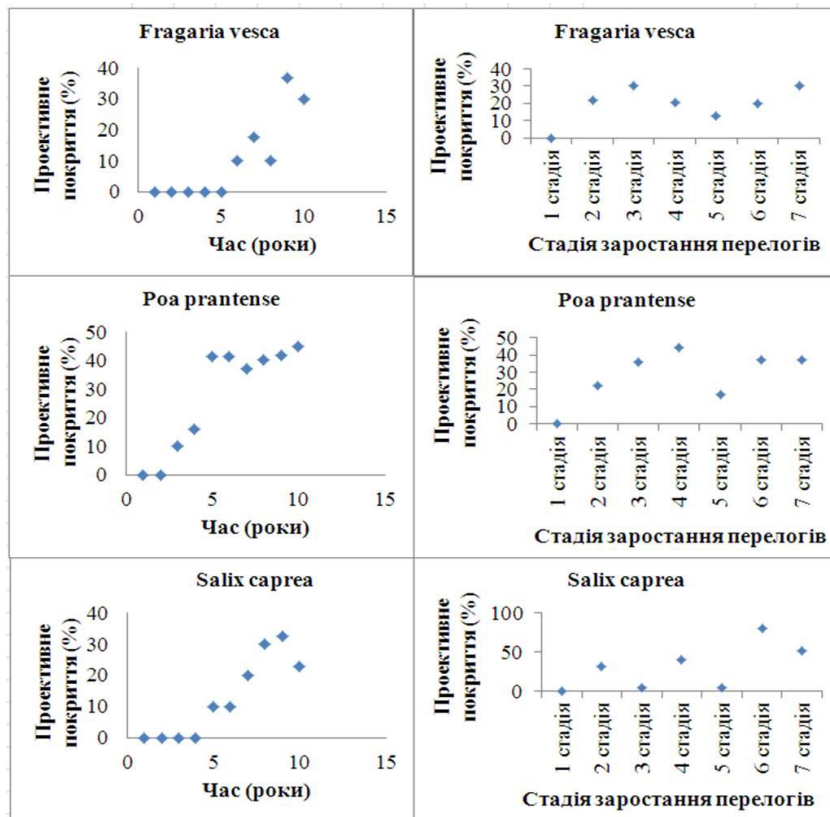 Fragaria vesca
Проективне
покриття (%)
40
30
20
10
0
0
5
10
15
Час (роки)
Fragaria vesca
Проективне
покриття (%)
40
30
20
10
0
1 стадія
2 стадія
3 стадія
4 стадія
5 стадія
6 стадія
7 стадія
Стадія заростання перелогів
Poa prantense
Проективне
покриття (%)
50
40
30
20
10
0
0
5
10
15
Час (роки)
Poa prantense
Проективне
покриття (%)
50
40
30
20
10
0
1 стадія
2 стадія
3 стадія
4 стадія
5 стадія
6 стадія
7 стадія
Стадія заростання перелогів
Salix caprea
Проективне
покриття (%)
40
30
20
10
0
0
5
10
15
Час (роки)
Salix caprea
Проективне
покриття (%)
100
50
0
1 стадія
2 стадія
3 стадія
4 стадія
5 стадія
6 стадія
7 стадія
Стадія заростання перелогів